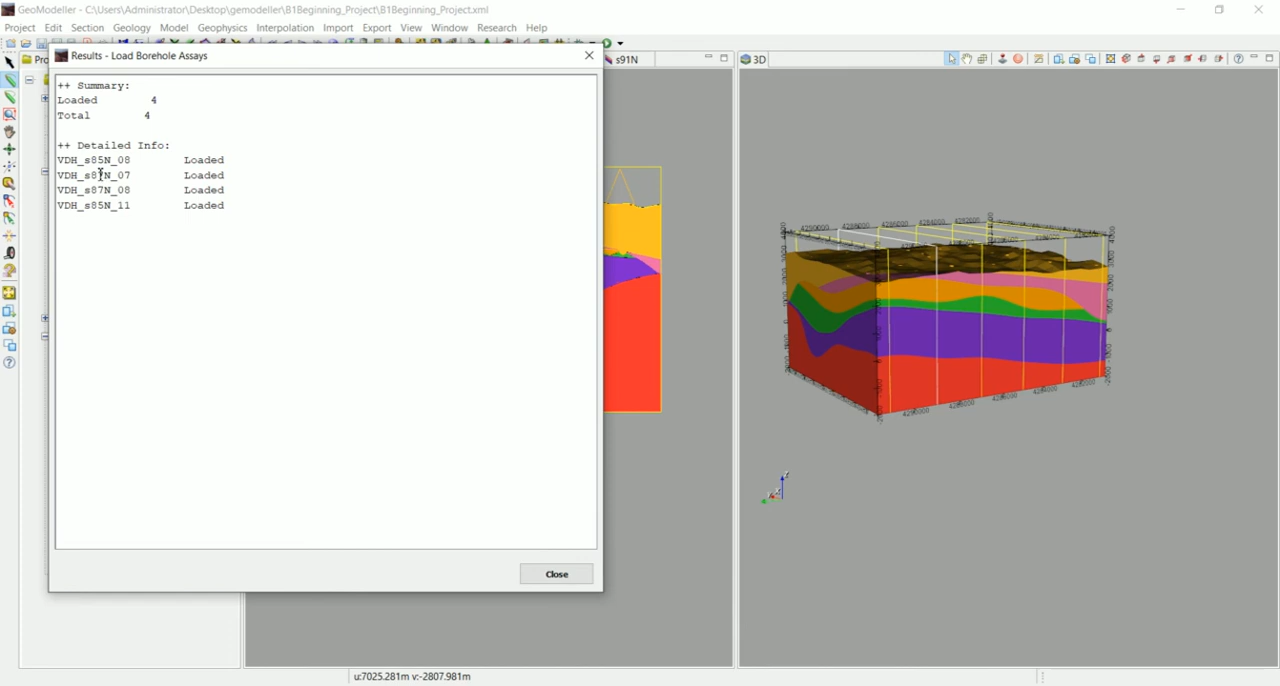 GeoModeller - C:\Users\Administrator\Desktop\gemodeller\B1Beginning_Project\B1Beginning_Project.xml
Project Edit Section Geology Model Geophysics Interpolation Import Export View Window Research Help
Results - Load Borehole Assays
s91N
3D
++ Summary:
Loaded 4
Total 4
++ Detailed Info:
VDH_s85N_08 Loaded
Loaded
VDH_s87N_08 Loaded
VDH_s85N_11 Loaded
Close
u:7025.281m v:-2807.981m